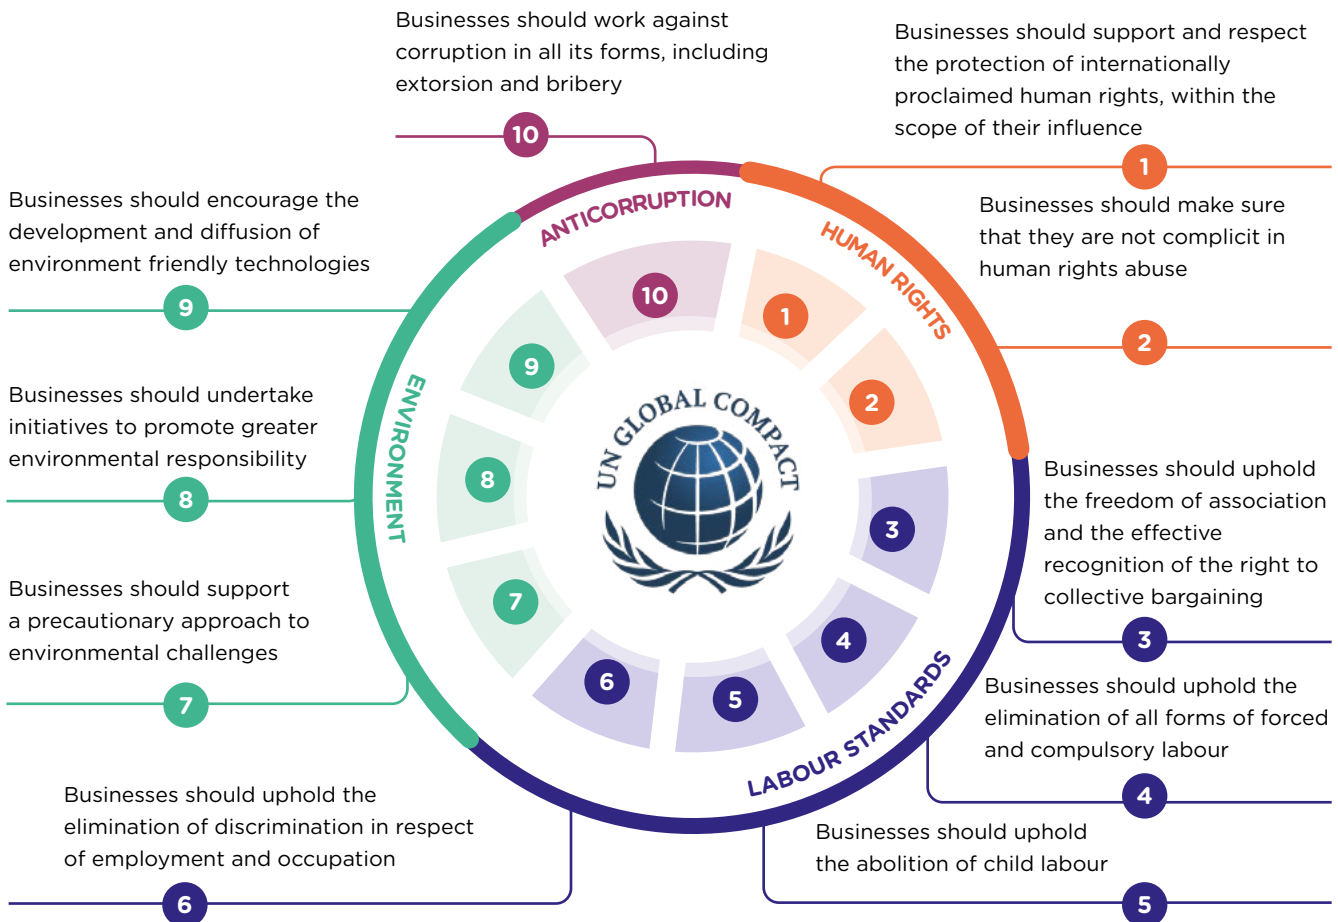 Businesses should work against
corruption in all its forms, including
extorsion and bribery
10
Businesses should support and respect
the protection of internationally
proclaimed human rights, within the
scope of their influence
1
Businesses should make sure
that they are not complicit in
human rights abuse
2
Businesses should uphold
the freedom of association
and the effective
recognition of the right to
collective bargaining
3
Businesses should uphold the
elimination of all forms of forced
and compulsory labour
4
Businesses should uphold
the abolition of child labour
5
Businesses should uphold the
elimination of discrimination in respect
of employment and occupation
6
Businesses should support
a precautionary approach to
environmental challenges
7
Businesses should undertake
initiatives to promote greater
environmental responsibility
8
Businesses should encourage the
development and diffusion of
environment friendly technologies
9
ANTICORRUPTION
HUMAN RIGHTS
LABOUR STANDARDS
ENVIRONMENT
10
1
2
3
4
5
6
7
8
9
UN GLOBAL COMPACT